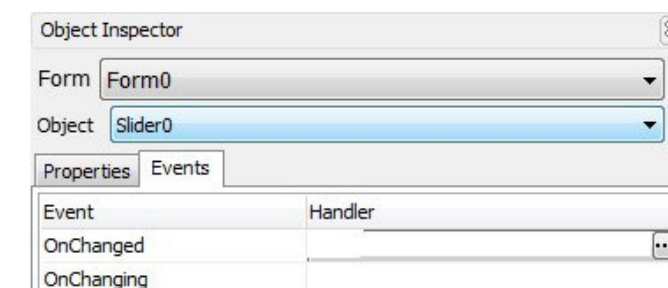 Object Inspector
Form Form0
Object Slider0
Properties Events
Event Handler
OnChanged ...
OnChanging